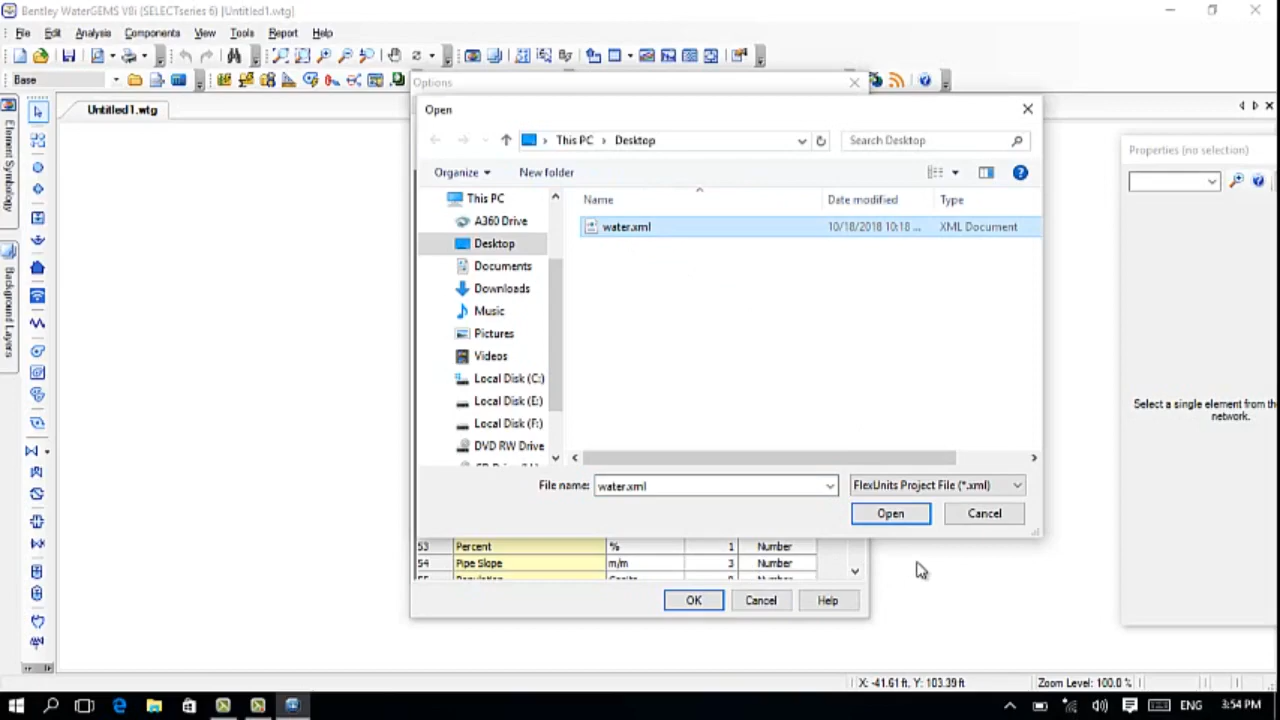 Bentley WaterGEMS V8i (SELECTseries 6) [Untitled1.wtg]
File Edit Analysis Components View Tools Report Help
Base
Untitled1.wtg
Element Symbology
Background Layers
Options
Open
This PC › Desktop
Search Desktop
Organize New folder
This PC
A360 Drive
Desktop
Documents
Downloads
Music
Pictures
Videos
Local Disk (C:)
Local Disk (E:)
Local Disk (F:)
DVD RW Drive
Name Date modified Type
water.xml 10/18/2018 10:18 ... XML Document
File name: water.xml FlexUnits Project File (*.xml)
Open Cancel
53 Percent % 1 Number
54 Pipe Slope m/m 3 Number
OK Cancel Help
Properties (no selection)
Select a single element from the
network.
X: -41.61 ft, Y: 103.39 ft Zoom Level: 100.0 %
ENG 3:54 PM